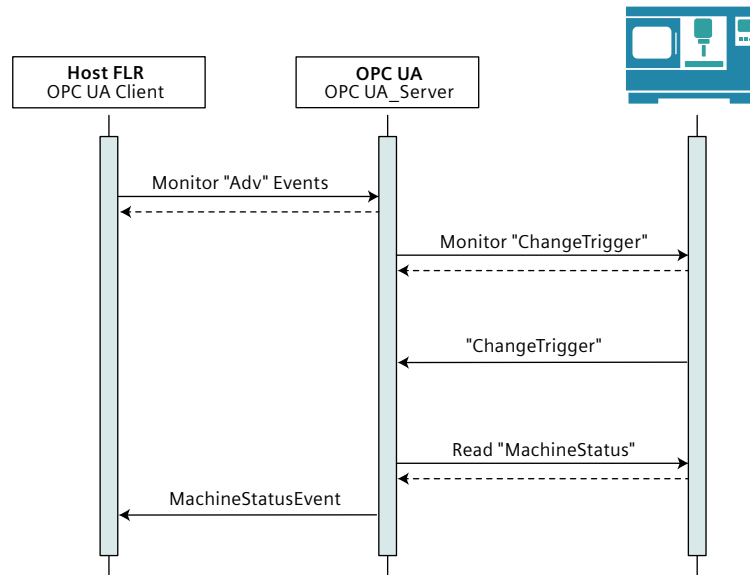 Host FLR
OPC UA Client
OPC UA
OPC UA_Server
Monitor "Adv" Events
Monitor "ChangeTrigger"
"ChangeTrigger"
Read "MachineStatus"
MachineStatusEvent